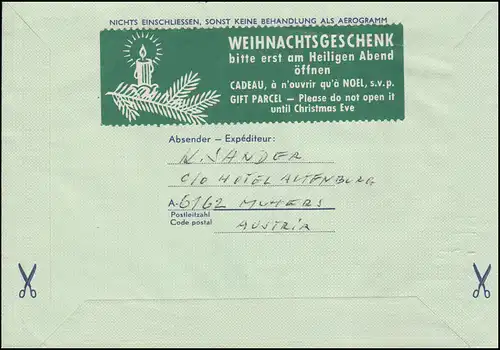 NICHTS EINSCHLIESSEN, SONST KEINE BEHANDLUNG ALS AEROGRAMM
WEIHNACHTSGESCHENK
bitte erst am Heiligen Abend
öffnen
CADEAU, à n'ouvrir qu'à NOEL, s.v.p.
GIFT PARCEL – Please do not open it
until Christmas Eve
Absender – Expéditeur:
N. SANDER
C/O HOTEL ALTENBURG
A-6162 MUTTERS
Postleitzahl
Code postal
AUSTRIA